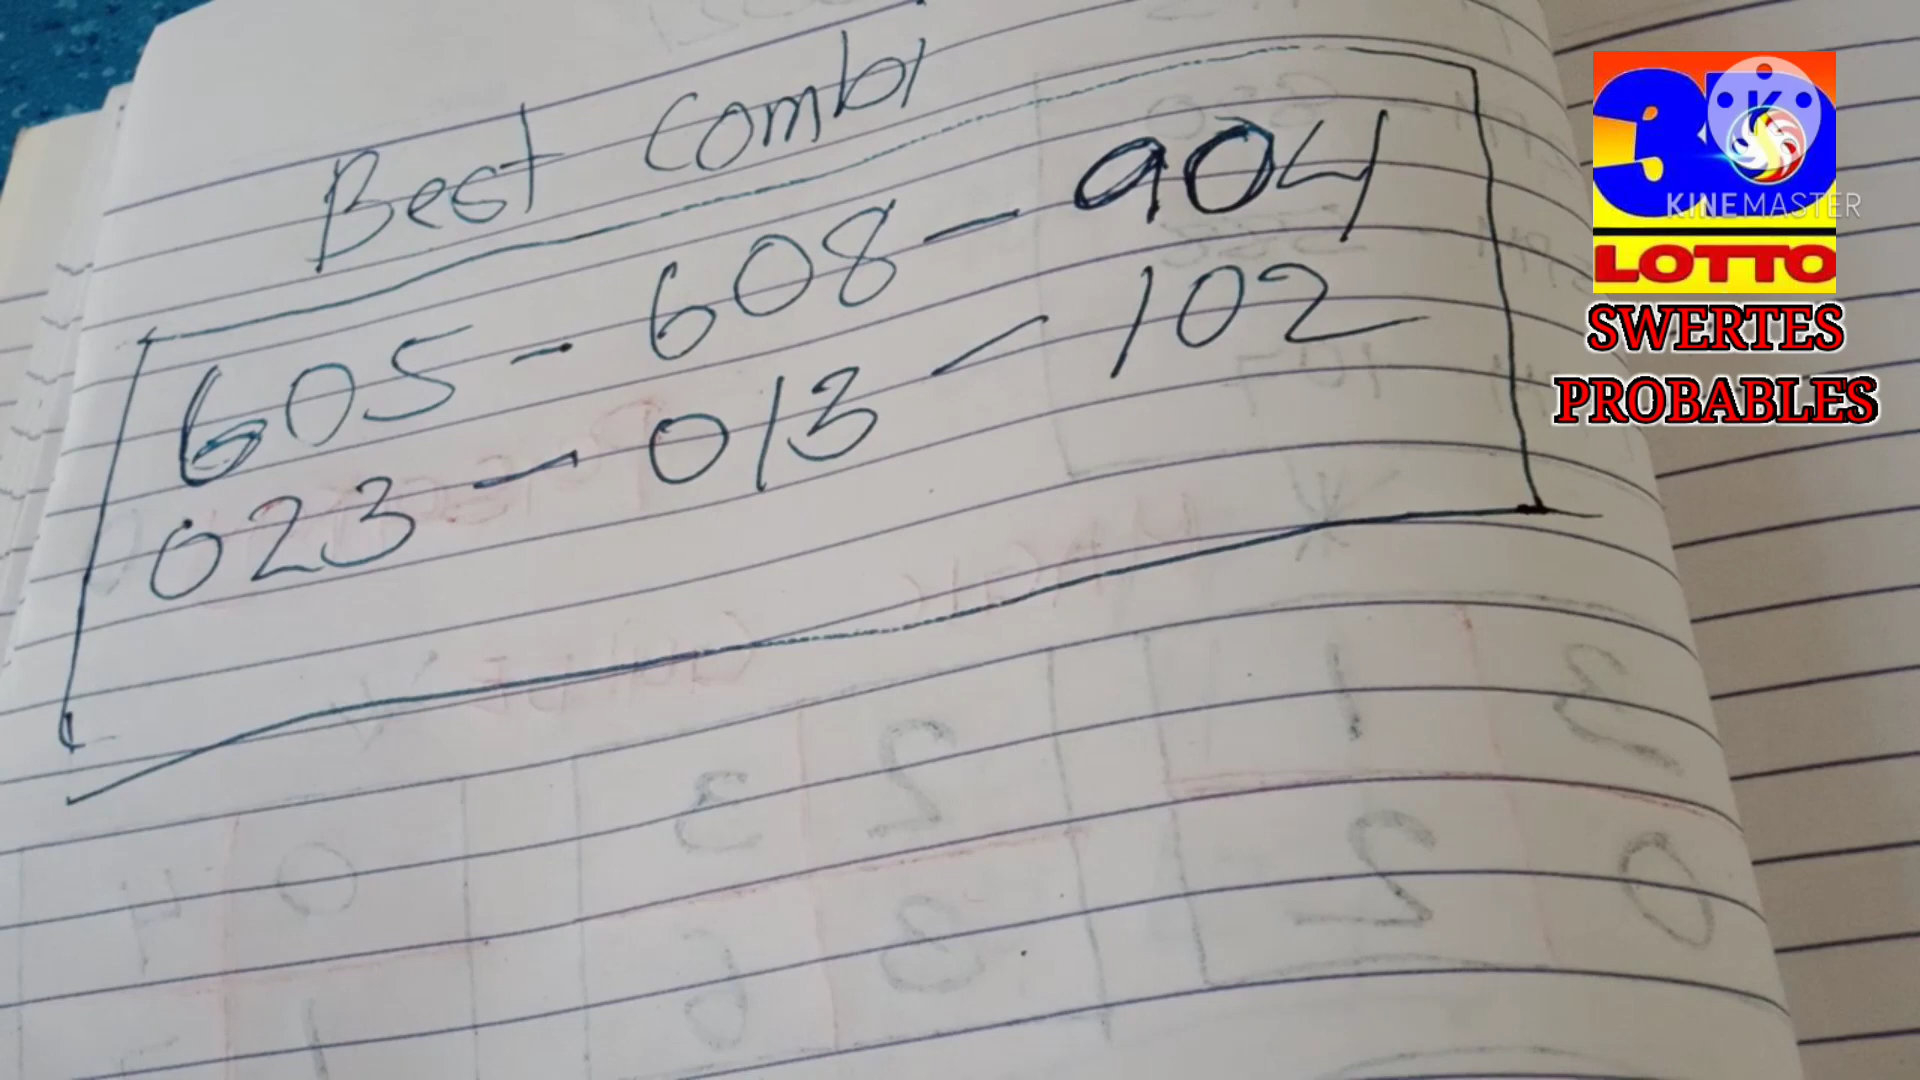 Best Combi
605 - 608 - 904
023 - 013 - 102
3D
LOTTO
KINEMASTER
SWERTES
PROBABLES